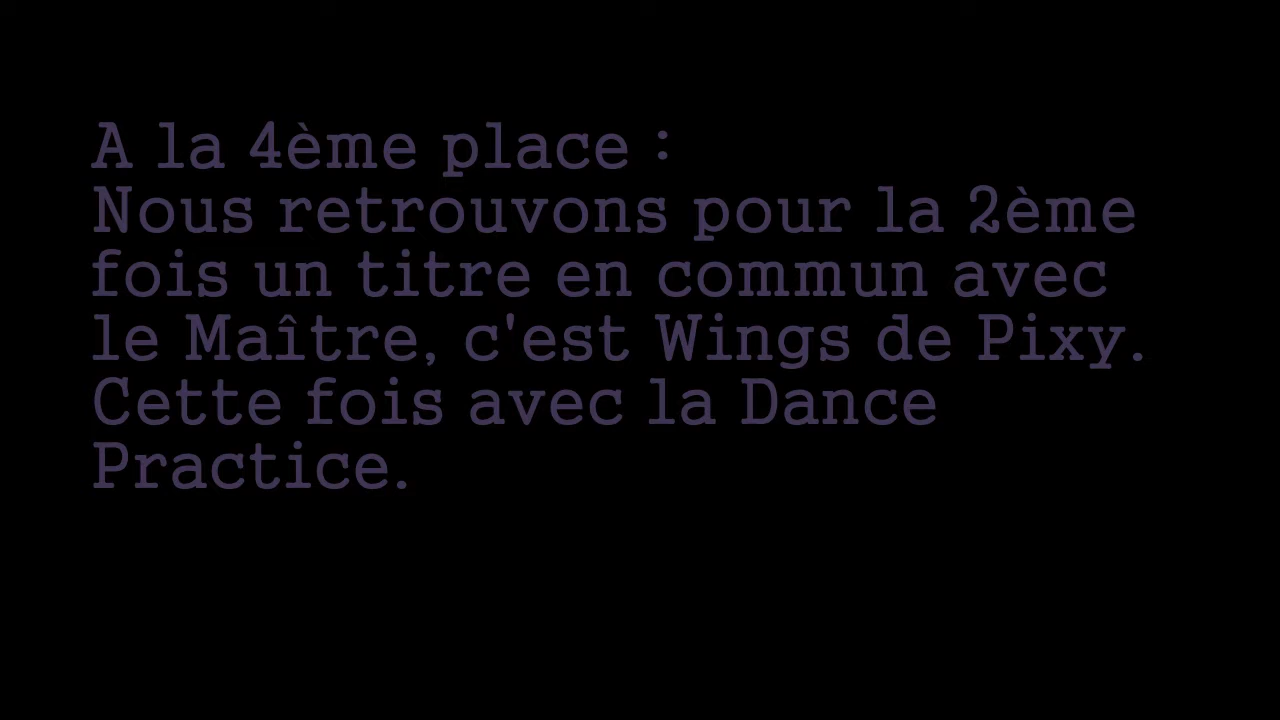 A la 4ème place :
Nous retrouvons pour la 2ème
fois un titre en commun avec
le Maître, c'est Wings de Pixy.
Cette fois avec la Dance
Practice.